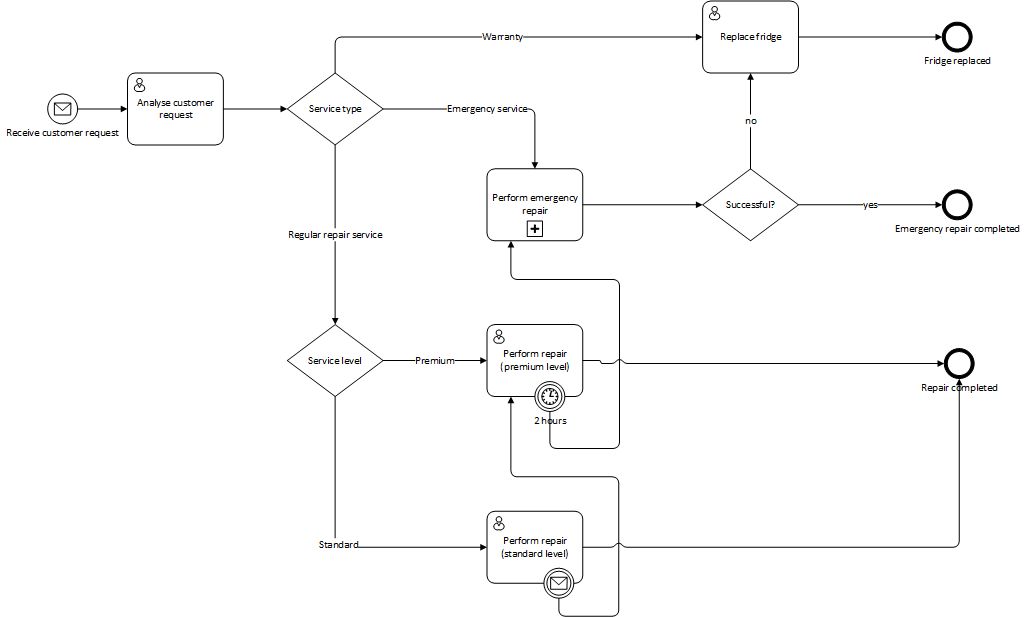 Warranty
Replace fridge
Fridge replaced
Analyse customer
request
Receive customer request
Service type
Emergency service
no
Perform emergency
repair
Successful?
yes
Emergency repair completed
Regular repair service
Service level
Premium
Perform repair
(premium level)
2 hours
Repair completed
Standard
Perform repair
(standard level)